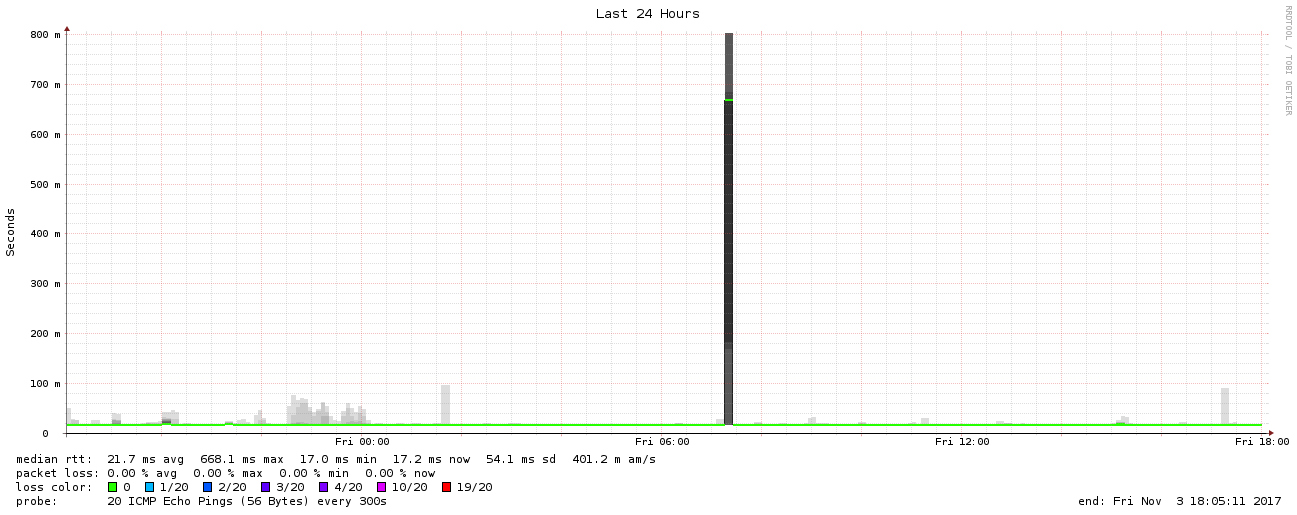 Last 24 Hours
RRDTOOL / TOBI OETIKER
Seconds
800 m
700 m
600 m
500 m
400 m
300 m
200 m
100 m
0
Fri 00:00 Fri 06:00 Fri 12:00 Fri 18:00
median rtt: 21.7 ms avg 668.1 ms max 17.0 ms min 17.2 ms now 54.1 ms sd 401.2 m am/s
packet loss: 0.00 % avg 0.00 % max 0.00 % min 0.00 % now
loss color: 0 1/20 2/20 3/20 4/20 10/20 19/20
probe: 20 ICMP Echo Pings (56 Bytes) every 300s end: Fri Nov 3 18:05:11 2017